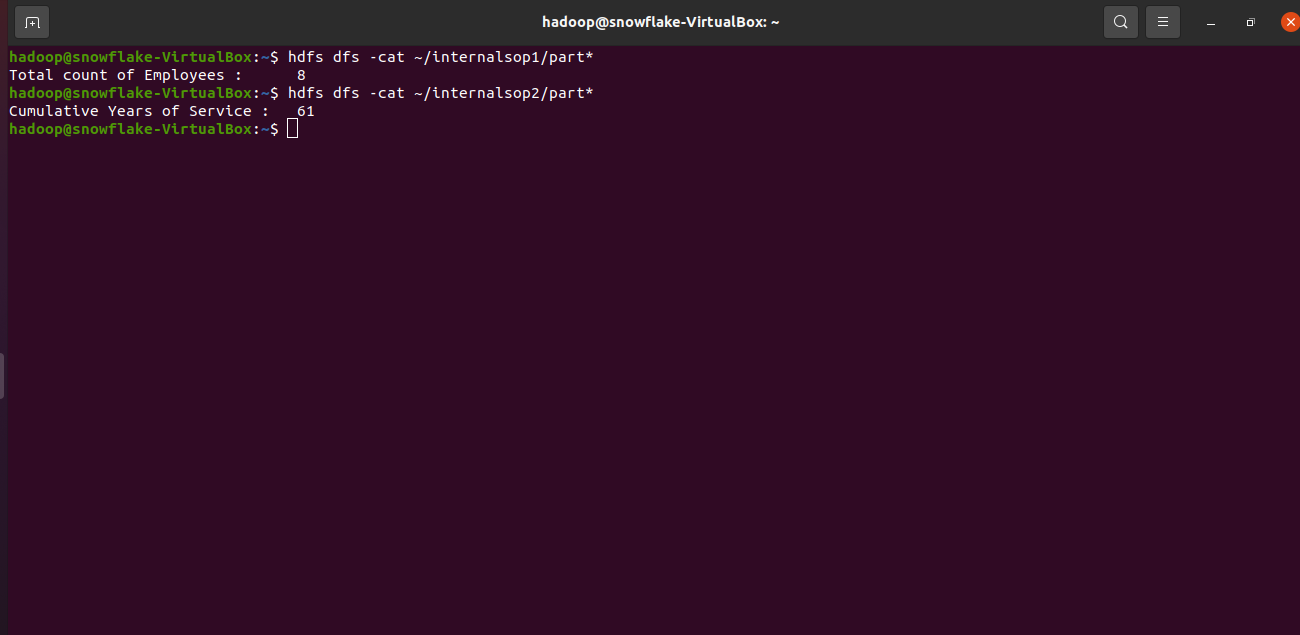 hadoop@snowflake-VirtualBox: ~
hadoop@snowflake-VirtualBox:~$ hdfs dfs -cat ~/internalsop1/part*
Total count of Employees :      8
hadoop@snowflake-VirtualBox:~$ hdfs dfs -cat ~/internalsop2/part*
Cumulative Years of Service :   61
hadoop@snowflake-VirtualBox:~$